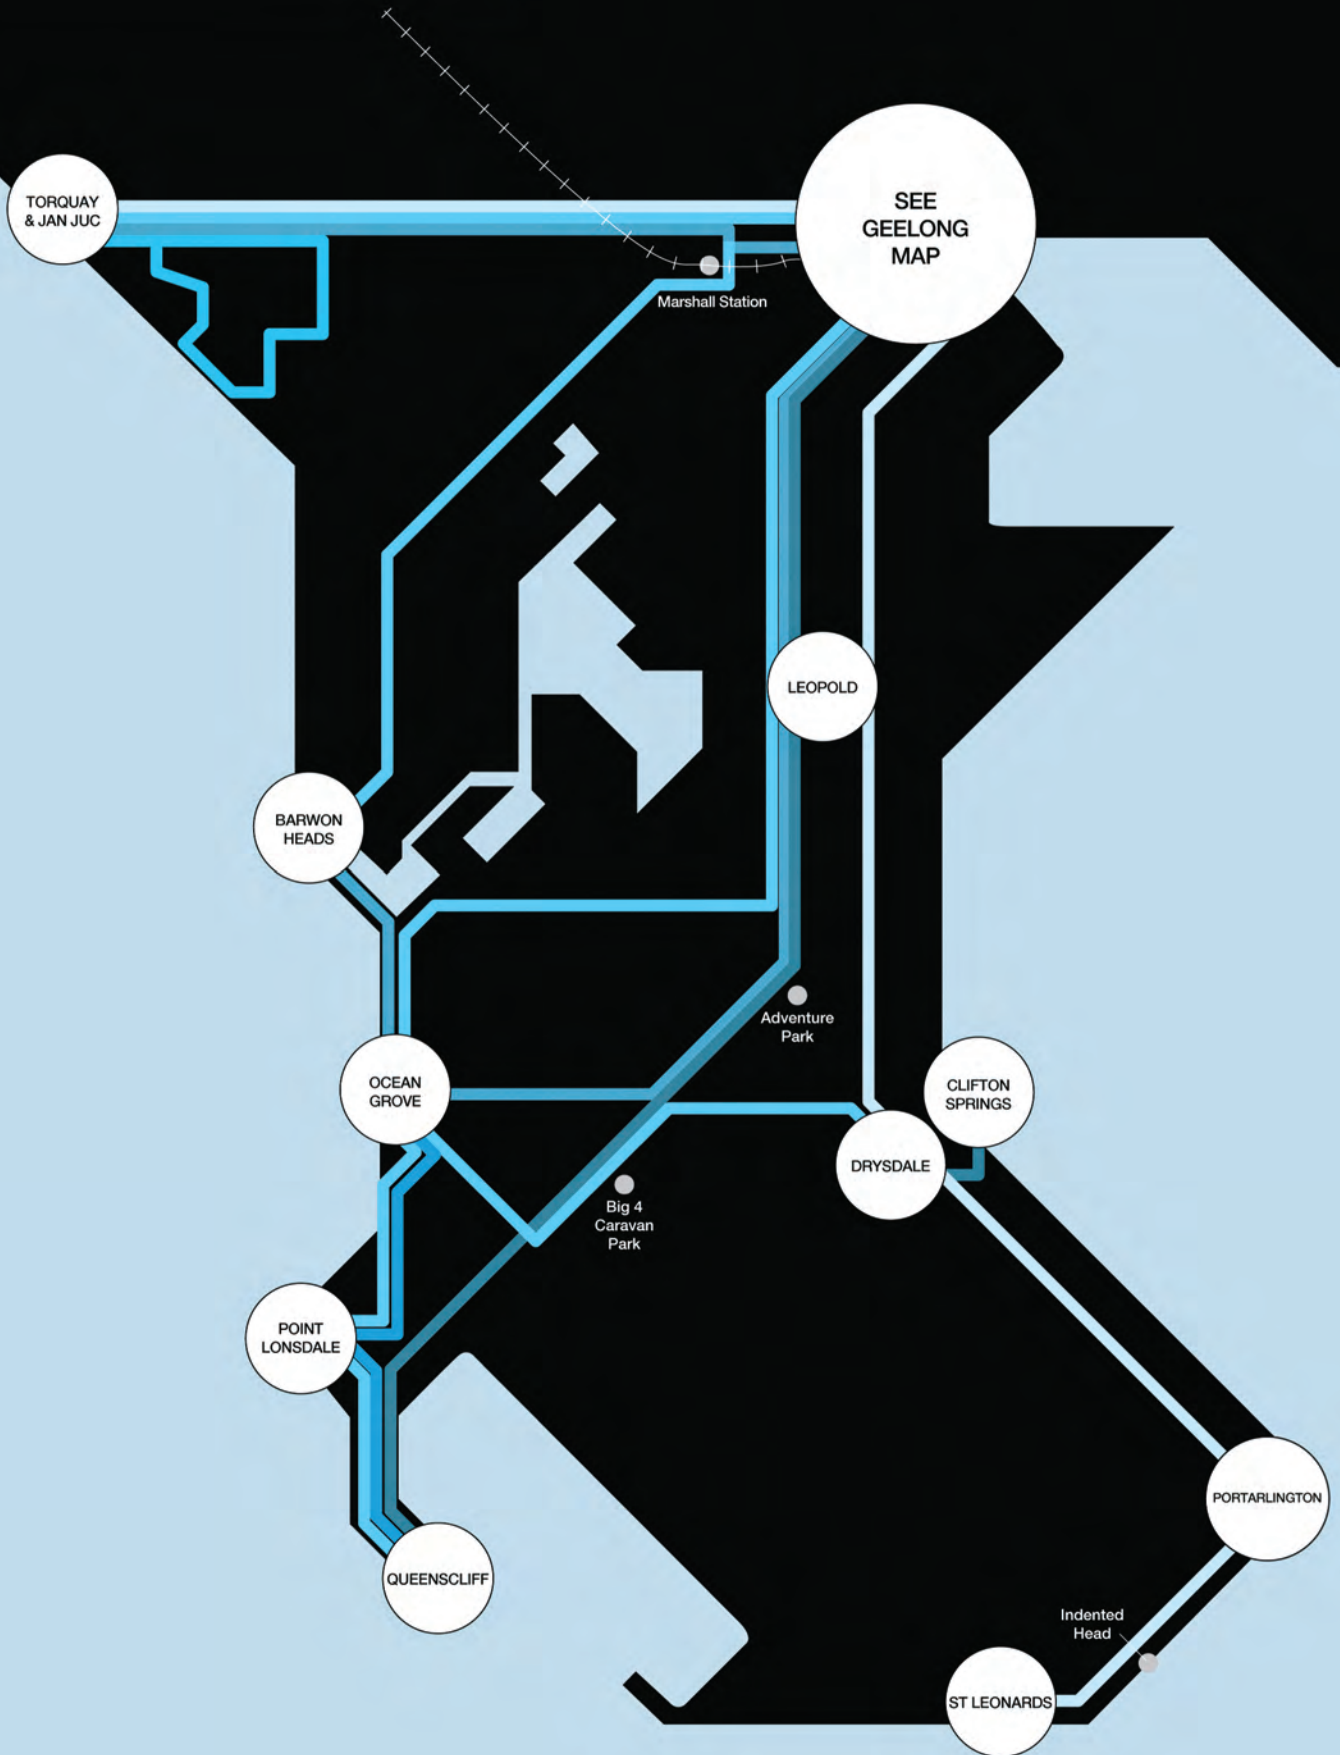 TORQUAY
& JAN JUC
SEE
GEELONG
MAP
Marshall Station
LEOPOLD
BARWON
HEADS
Adventure
Park
OCEAN
GROVE
CLIFTON
SPRINGS
DRYSDALE
Big 4
Caravan
Park
POINT
LONSDALE
PORTARLINGTON
QUEENSCLIFF
Indented
Head
ST LEONARDS